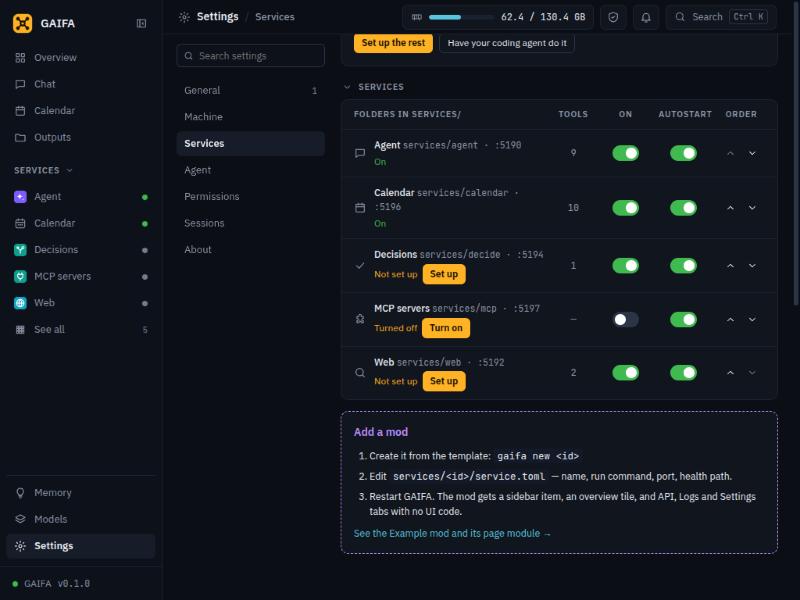 GAIFA
Settings / Services
62.4 / 130.4 GB
Search Ctrl K
Overview
Chat
Calendar
Outputs
SERVICES
Agent
Calendar
Decisions
MCP servers
Web
See all 5
Memory
Models
Settings
GAIFA v0.1.0
Search settings
General 1
Machine
Services
Agent
Permissions
Sessions
About
Set up the rest
Have your coding agent do it
SERVICES
FOLDERS IN SERVICES/ TOOLS ON AUTOSTART ORDER
Agent services/agent · :5190
On
9
Calendar services/calendar ·
:5196
On
10
Decisions services/decide · :5194
Not set up Set up
1
MCP servers services/mcp · :5197
Turned off Turn on
—
Web services/web · :5192
Not set up Set up
2
Add a mod
1. Create it from the template: gaifa new <id>
2. Edit services/<id>/service.toml — name, run command, port, health path.
3. Restart GAIFA. The mod gets a sidebar item, an overview tile, and API, Logs and Settings
tabs with no UI code.
See the Example mod and its page module →